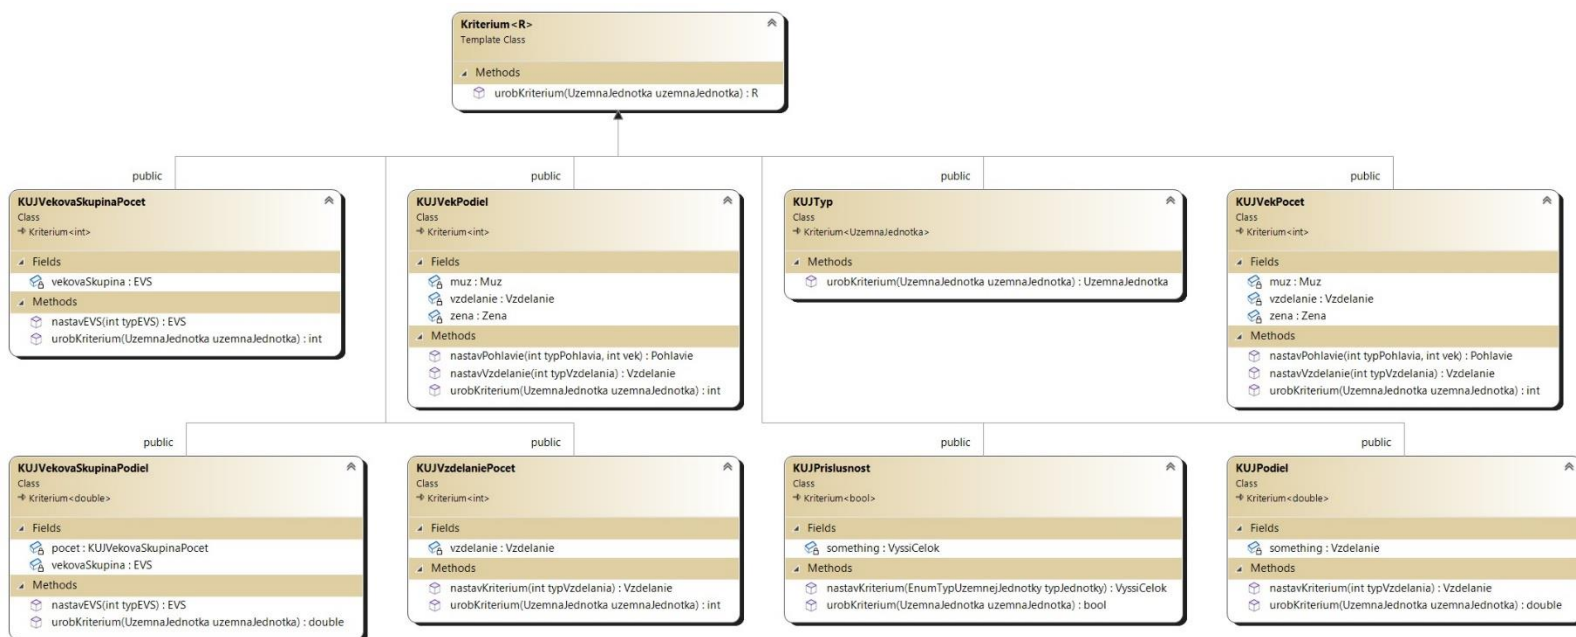 Kriterium<R>
Template Class
Methods
urobKriterium(UzemnaJednotka uzemnaJednotka) : R
public
public
public
public
KUJVekovaSkupinaPocet
Class
Kriterium<int>
Fields
vekovaSkupina : EVS
Methods
nastavEVS(int typEVS) : EVS
urobKriterium(UzemnaJednotka uzemnaJednotka) : int
KUJVekPodiel
Class
Kriterium<int>
Fields
muz : Muz
vzdelanie : Vzdelanie
zena : Zena
Methods
nastavPohlavie(int typPohlavia, int vek) : Pohlavie
nastavVzdelanie(int typVzdelania) : Vzdelanie
urobKriterium(UzemnaJednotka uzemnaJednotka) : int
KUJTyp
Class
Kriterium<UzemnaJednotka>
Methods
urobKriterium(UzemnaJednotka uzemnaJednotka) : UzemnaJednotka
KUJVekPocet
Class
Kriterium<int>
Fields
muz : Muz
vzdelanie : Vzdelanie
zena : Zena
Methods
nastavPohlavie(int typPohlavia, int vek) : Pohlavie
nastavVzdelanie(int typVzdelania) : Vzdelanie
urobKriterium(UzemnaJednotka uzemnaJednotka) : int
public
public
public
public
KUJVekovaSkupinaPodiel
Class
Kriterium<double>
Fields
pocet : KUJVekovaSkupinaPocet
vekovaSkupina : EVS
Methods
nastavEVS(int typEVS) : EVS
urobKriterium(UzemnaJednotka uzemnaJednotka) : double
KUJVzdelaniePocet
Class
Kriterium<int>
Fields
vzdelanie : Vzdelanie
Methods
nastavKriterium(int typVzdelania) : Vzdelanie
urobKriterium(UzemnaJednotka uzemnaJednotka) : int
KUJPrislusnost
Class
Kriterium<bool>
Fields
something : VyssiCelok
Methods
nastavKriterium(EnumTypUzemnejJednotky typJednotky) : VyssiCelok
urobKriterium(UzemnaJednotka uzemnaJednotka) : bool
KUJPodiel
Class
Kriterium<double>
Fields
something : Vzdelanie
Methods
nastavKriterium(int typVzdelania) : Vzdelanie
urobKriterium(UzemnaJednotka uzemnaJednotka) : double